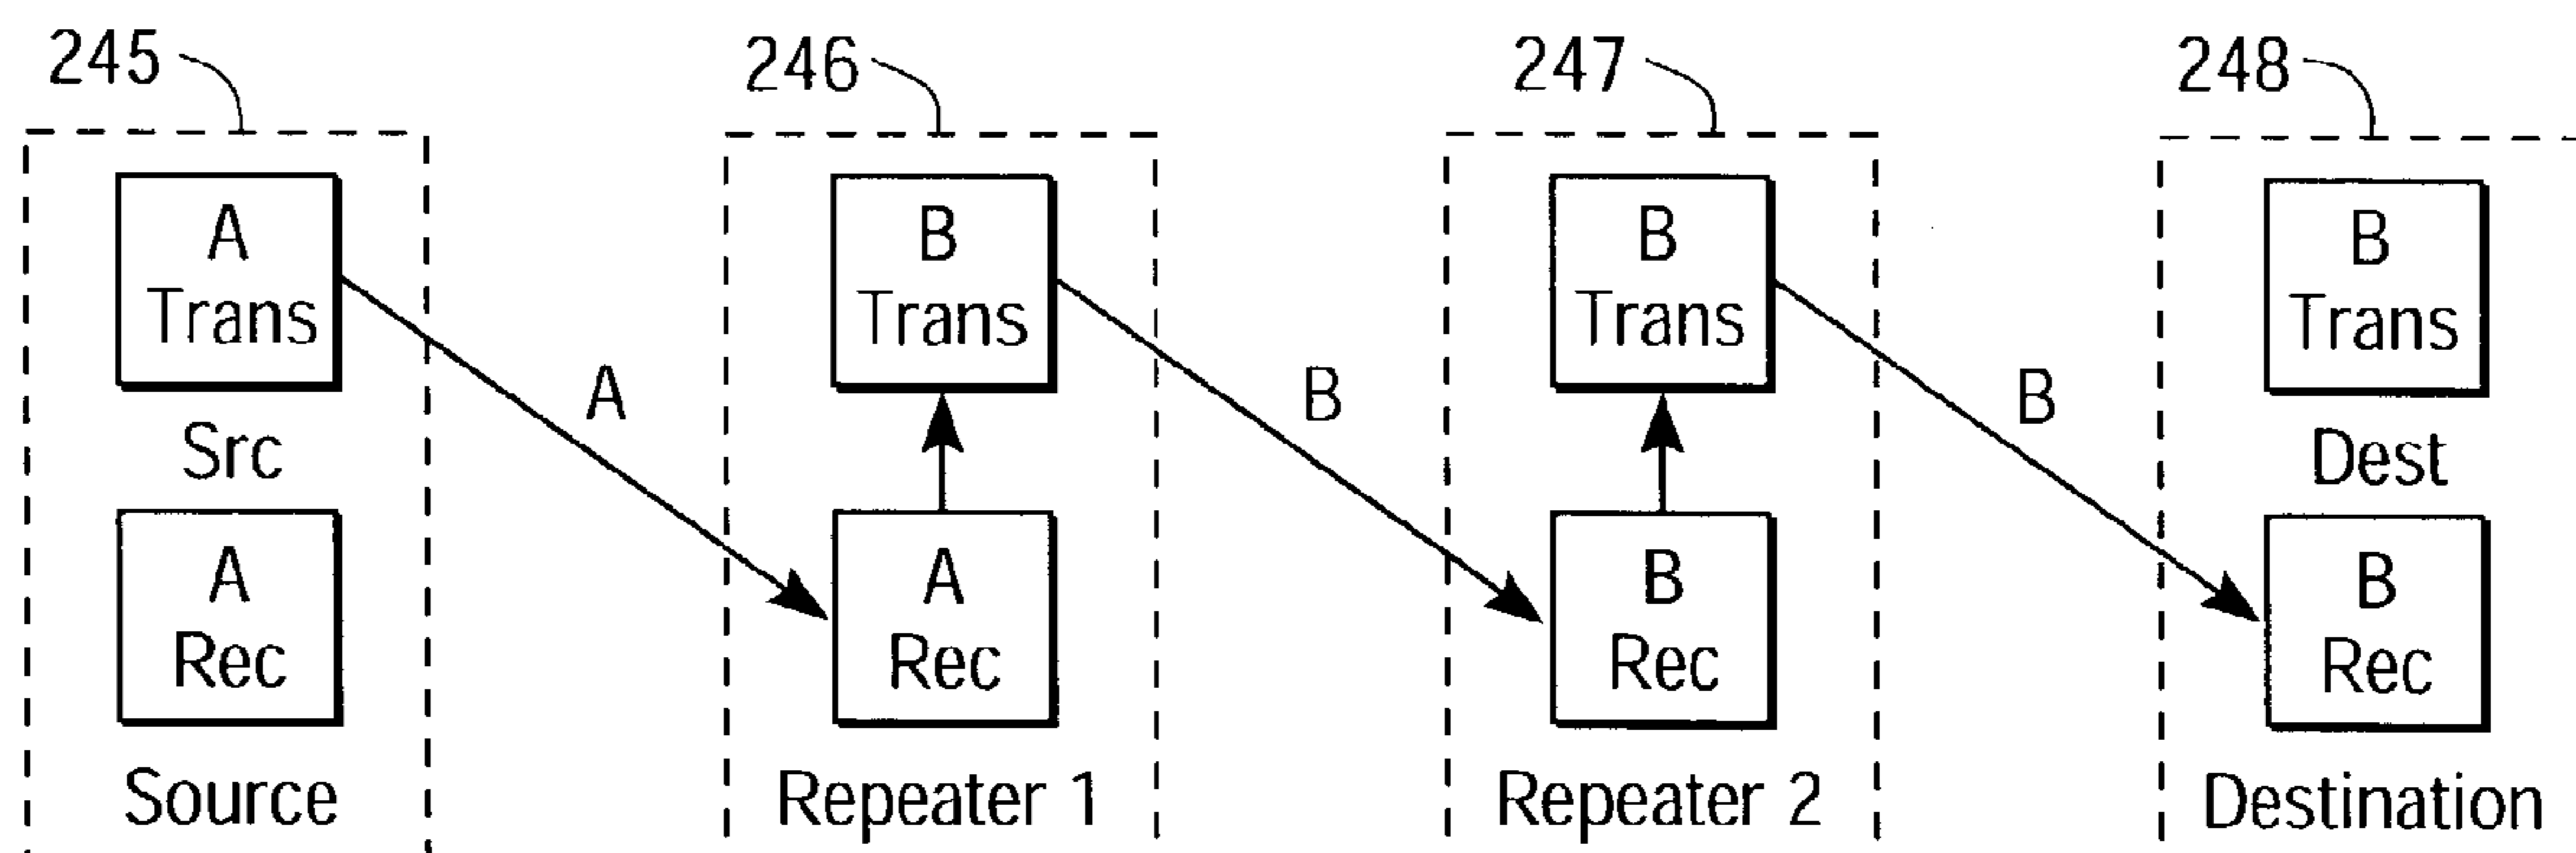 245
246
247
248
A
Trans
B
Trans
B
Trans
B
Trans
A
B
B
Src
Dest
A
Rec
A
Rec
B
Rec
B
Rec
Source
Repeater 1
Repeater 2
Destination